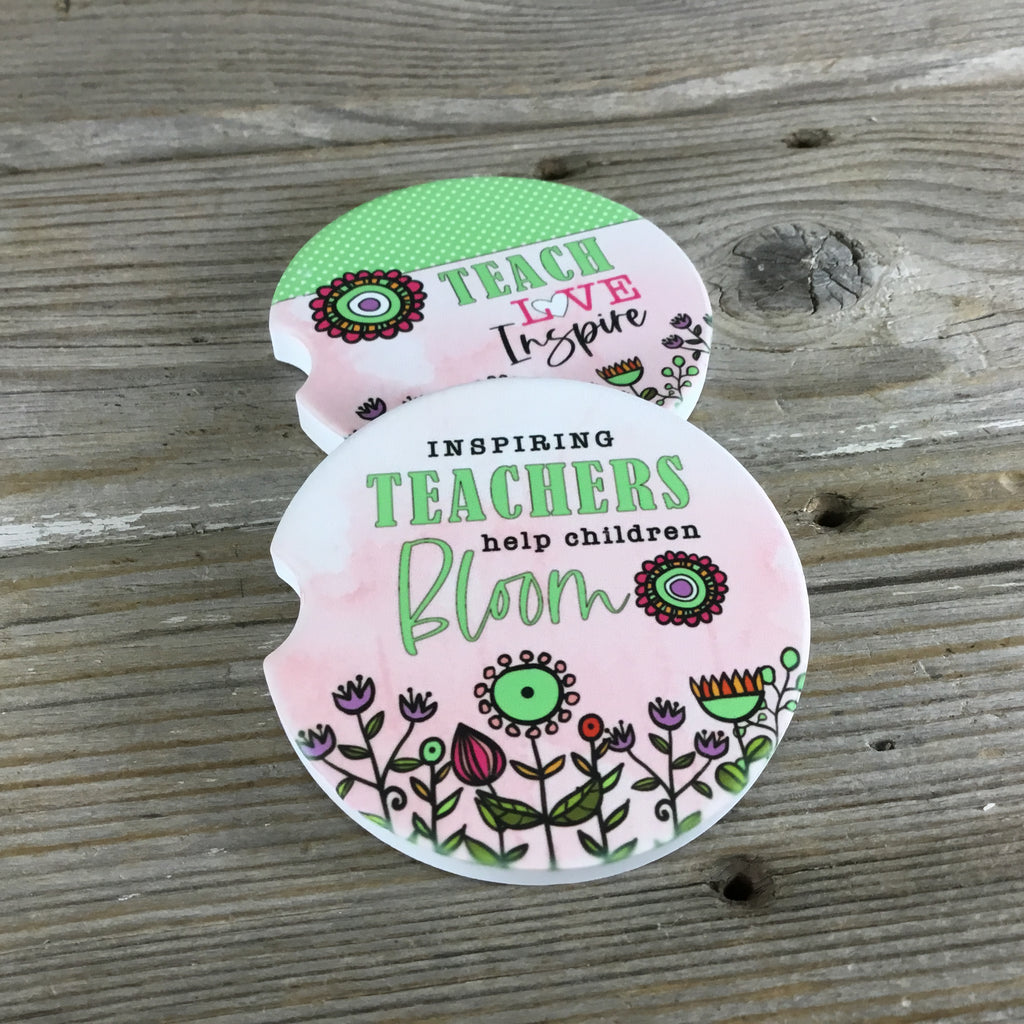 TEACH
LOVE
Inspire
INSPIRING
TEACHERS
help children
Bloom